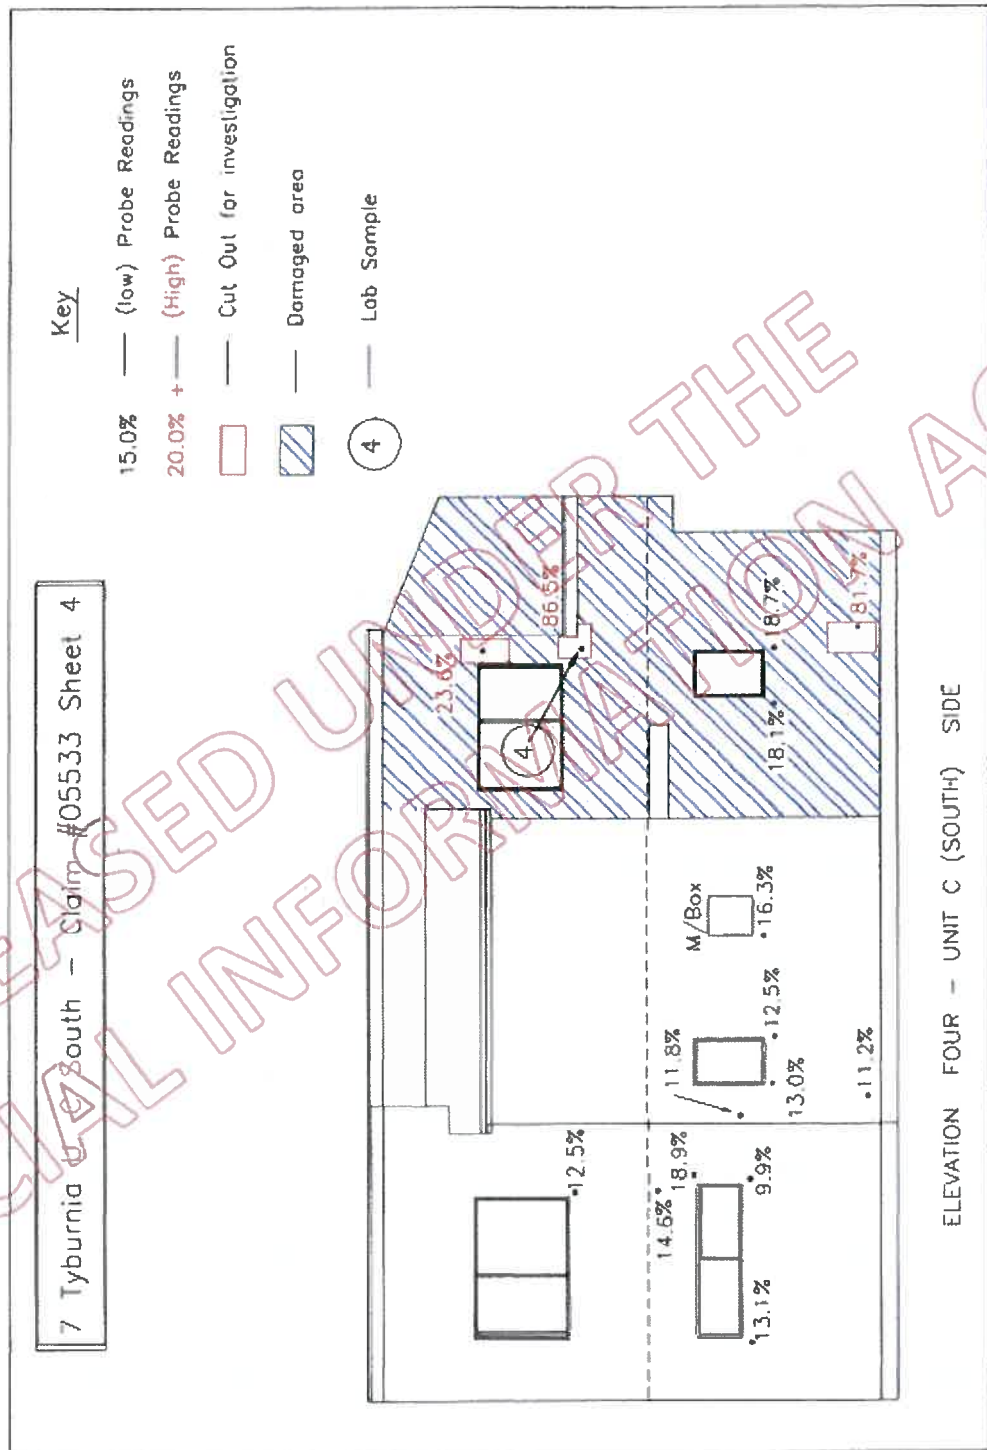 7 Tyburnia U C South - Claim #05533 Sheet 4
Key
15.0% — (low) Probe Readings
20.0% + — (High) Probe Readings
— Cut Out for investigation
— Damaged area
4 — Lab Sample
23.6%
86.5%
4
12.5%
14.6%
18.9%
11.8%
M/Box
18.1%
18.7%
13.1%
9.9%
13.0%
12.5%
16.3%
11.2%
81.7%
ELEVATION FOUR - UNIT C (SOUTH) SIDE
EASED UNDER THE
CIAL INFORMATION AC